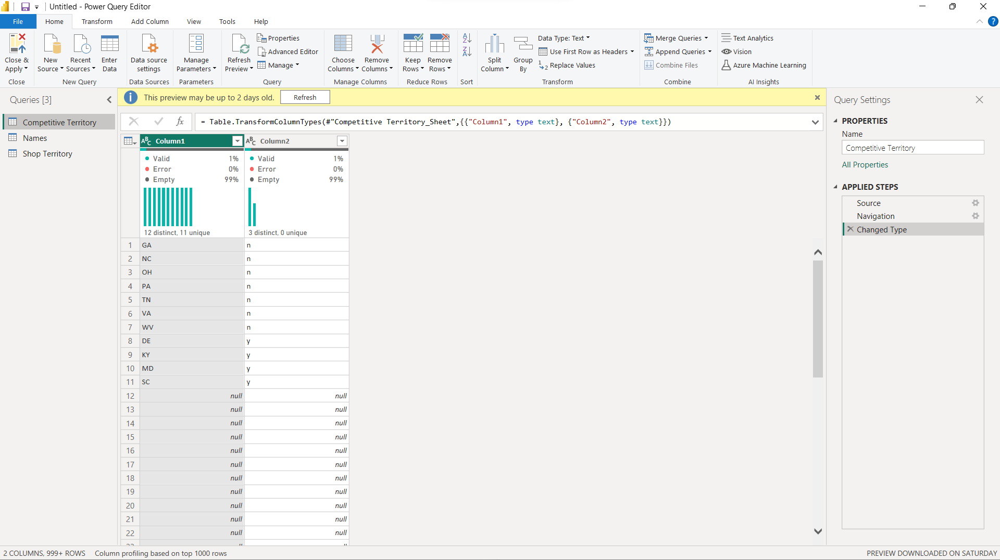 Untitled - Power Query Editor
File
Home
Transform
Add Column
View
Tools
Help
Close & Apply
New Source
Recent Sources
Enter Data
Data source settings
Manage Parameters
Refresh Preview
Properties
Advanced Editor
Manage
Choose Columns
Remove Columns
Keep Rows
Remove Rows
Split Column
Group By
Data Type: Text
Use First Row as Headers
Replace Values
Merge Queries
Append Queries
Combine Files
Text Analytics
Vision
Azure Machine Learning
Close
New Query
Data Sources
Parameters
Query
Manage Columns
Reduce Rows
Sort
Transform
Combine
AI Insights
Queries [3]
Competitive Territory
Names
Shop Territory
This preview may be up to 2 days old.
Refresh
= Table.TransformColumnTypes(#"Competitive Territory_Sheet",{{"Column1", type text}, {"Column2", type text}})
Column1
Column2
Valid 1%
Error 0%
Empty 99%
12 distinct, 11 unique
Valid 1%
Error 0%
Empty 99%
3 distinct, 0 unique
1 GA n
2 NC n
3 OH n
4 PA n
5 TN n
6 VA n
7 WV n
8 DE y
9 KY y
10 MD y
11 SC y
12 null null
13 null null
14 null null
15 null null
16 null null
17 null null
18 null null
19 null null
20 null null
21 null null
22 null null
Query Settings
PROPERTIES
Name
Competitive Territory
All Properties
APPLIED STEPS
Source
Navigation
Changed Type
2 COLUMNS, 999+ ROWS
Column profiling based on top 1000 rows
PREVIEW DOWNLOADED ON SATURDAY